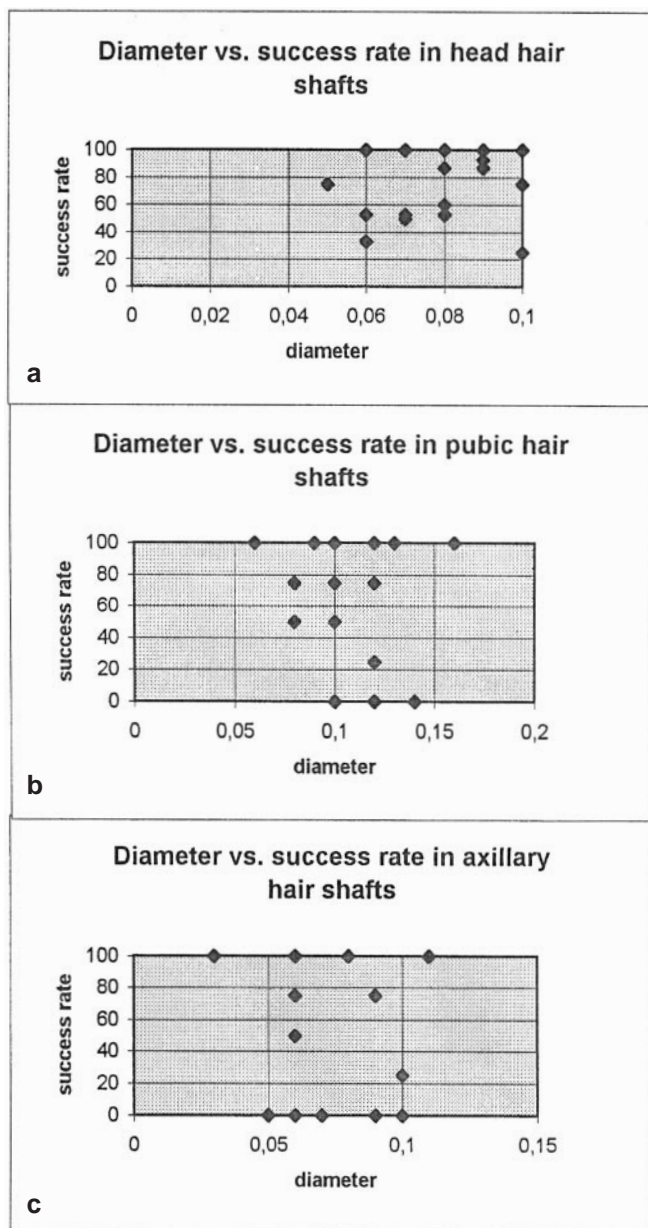 Diameter vs. success rate in head hair
shafts
success rate
100
80
60
40
20
0
0 0,02 0,04 0,06 0,08 0,1
diameter
a
Diameter vs. success rate in pubic hair
shafts
success rate
100
80
60
40
20
0
0 0,05 0,1 0,15 0,2
diameter
b
Diameter vs. success rate in axillary
hair shafts
success rate
100
80
60
40
20
0
0 0,05 0,1 0,15
diameter
c